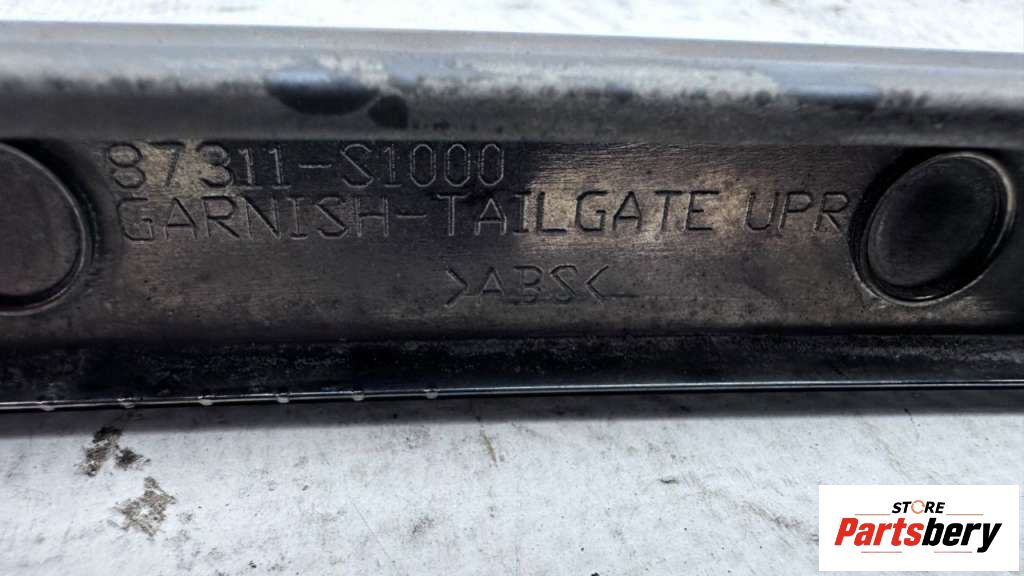 87311-S1000
GARNISH-TAILGATE UPR
>ABS<
STORE
Partsbery